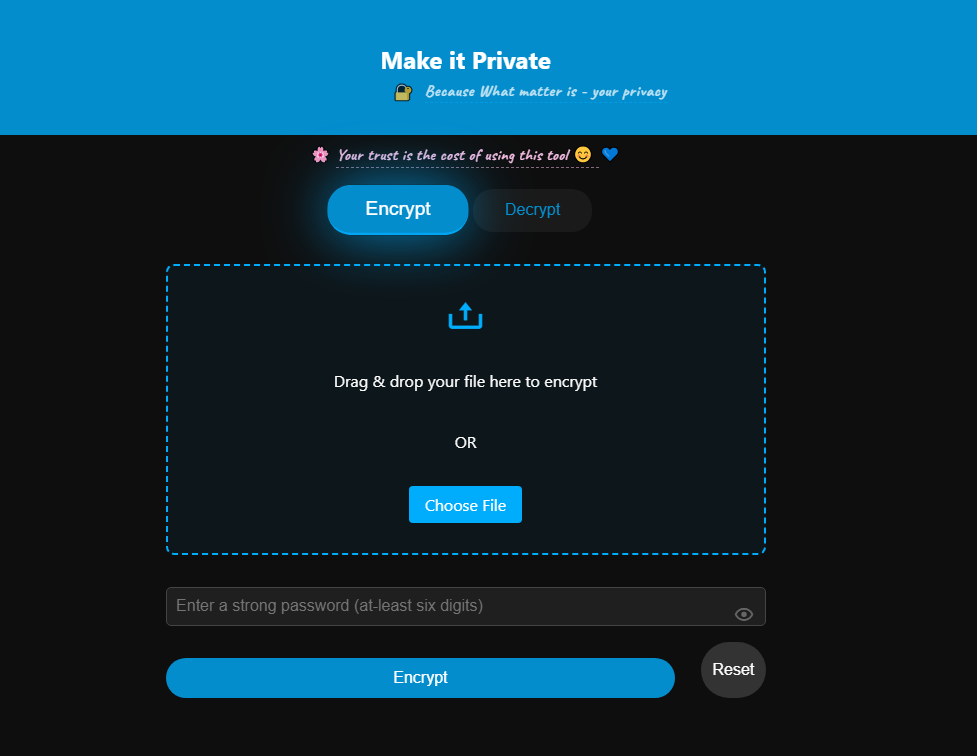 Make it Private
🔐 Because What matter is - your privacy
🌸 Your trust is the cost of using this tool 😊 💙
Encrypt Decrypt
Drag & drop your file here to encrypt
OR
Choose File
Enter a strong password (at-least six digits)
Encrypt Reset